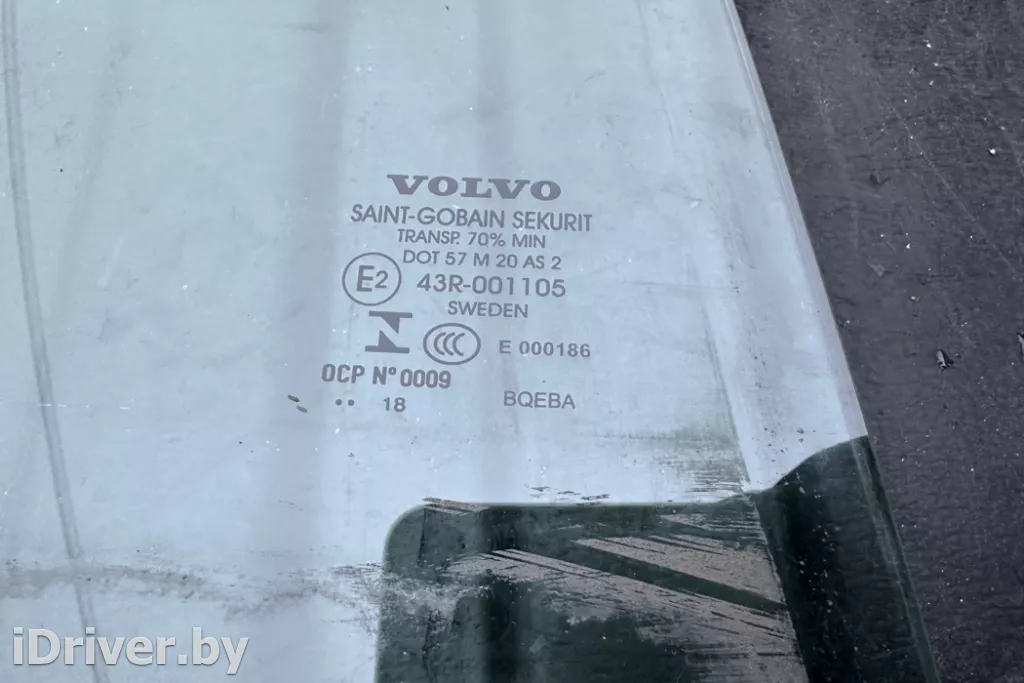 VOLVO
SAINT-GOBAIN SEKURIT
TRANSP. 70% MIN
DOT 57 M 20 AS 2
E2 43R-001105
SWEDEN
CCC E 000186
OCP N° 0009
•• 18 BQEBA
iDriver.by